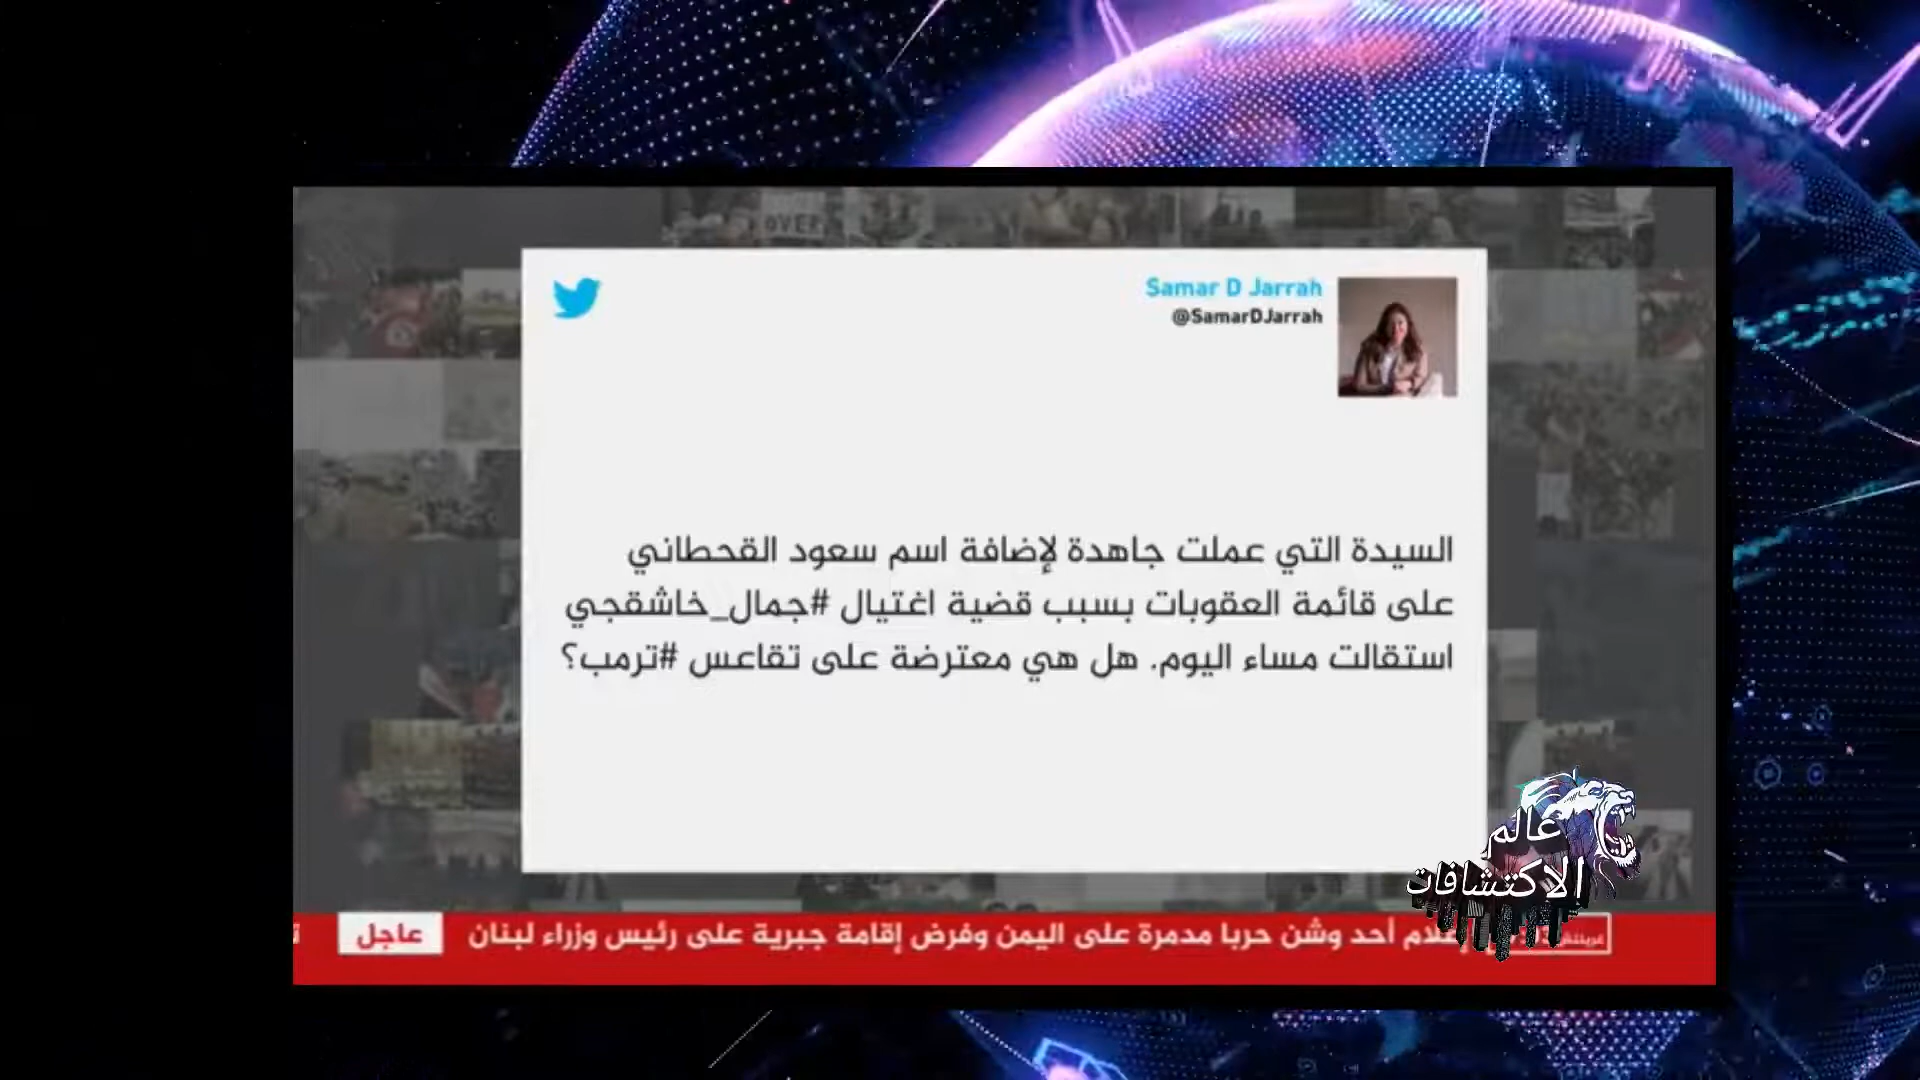 OVER
Samar D Jarrah
@SamarDJarrah
السيدة التي عملت جاهدة لإضافة اسم سعود القحطاني
على قائمة العقوبات بسبب قضية اغتيال #جمال_خاشقجي
استقالت مساء اليوم. هل هي معترضة على تقاعس #ترمب؟
عالم
الاكتشافات
أحد وشن حربا مدمرة على اليمن وفرض إقامة جبرية على رئيس وزراء لبنان
عاجل